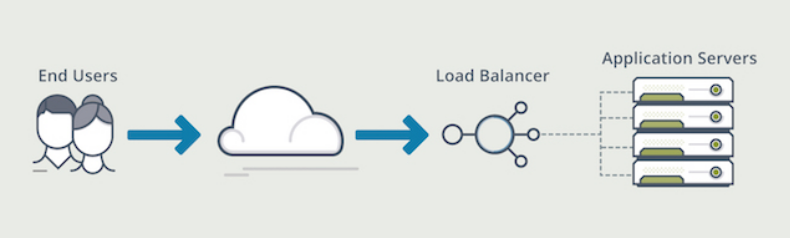 End Users
Load Balancer
Application Servers